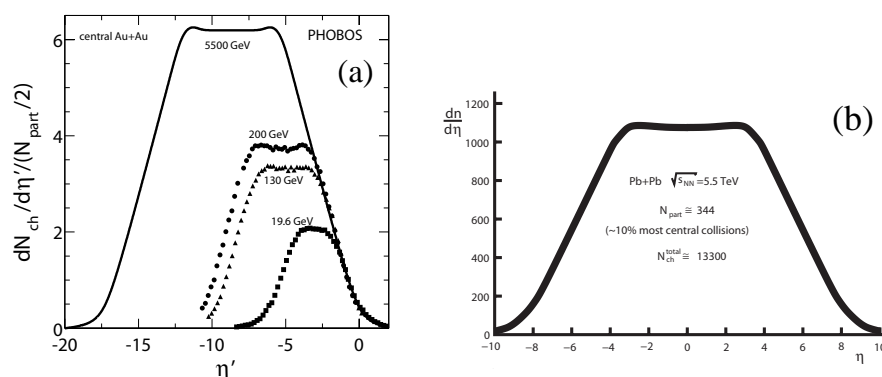 central Au+Au
PHOBOS
5500 GeV
(a)
200 GeV
130 GeV
19.6 GeV
dN_ch/dη′/(N_part/2)
6
4
2
0
-20 -15 -10 -5 0
η′
(b)
dn
dη
1200
1000
800
600
400
200
0
Pb+Pb √s_NN =5.5 TeV
N_part ≅ 344
(~10% most central collisions)
N_ch^total ≅ 13300
−10 −8 −6 −4 −2 0 2 4 6 8 10
η